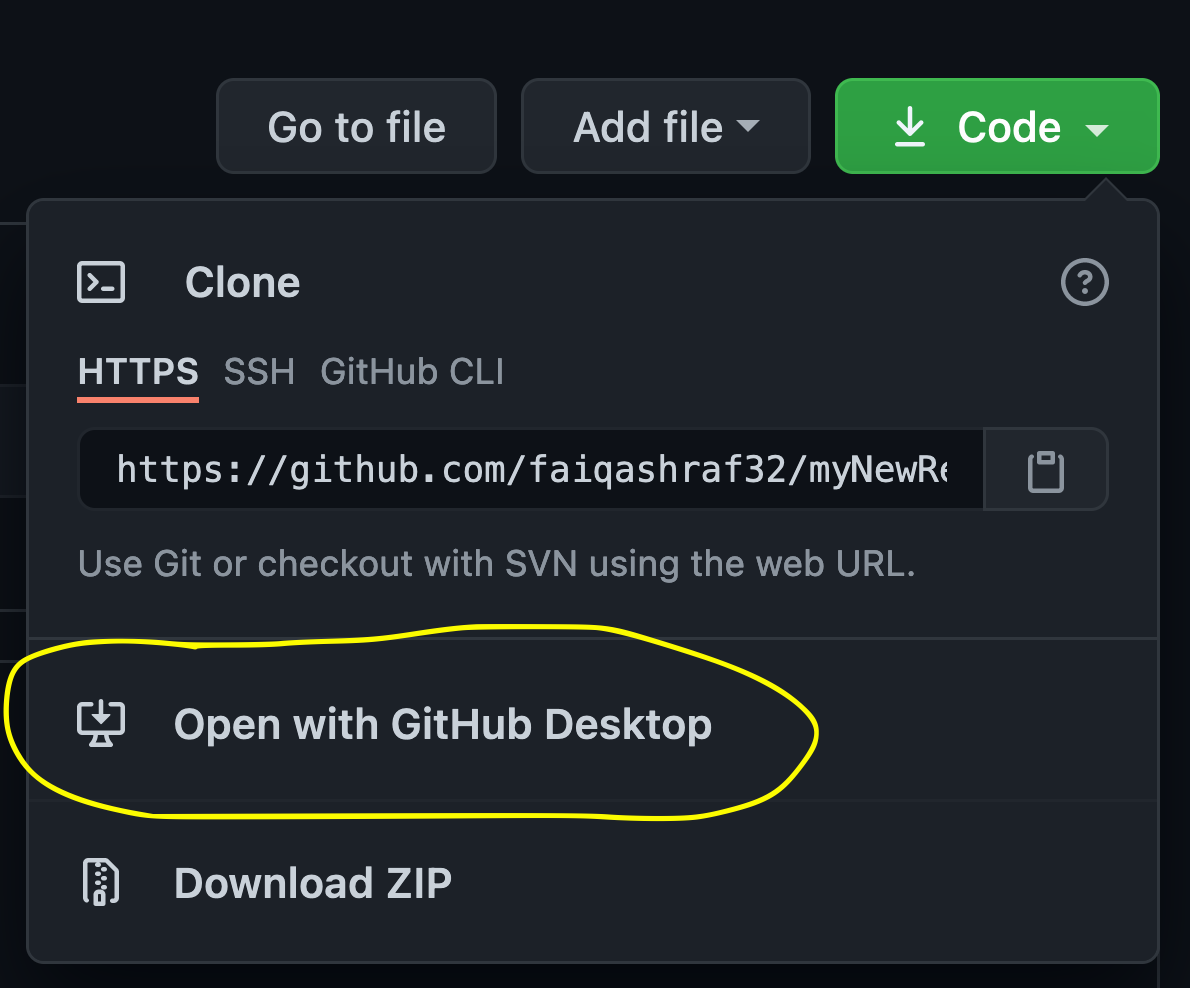 Go to file Add file Code
Clone
HTTPS SSH GitHub CLI
https://github.com/faiqashraf32/myNewRe
Use Git or checkout with SVN using the web URL.
Open with GitHub Desktop
Download ZIP